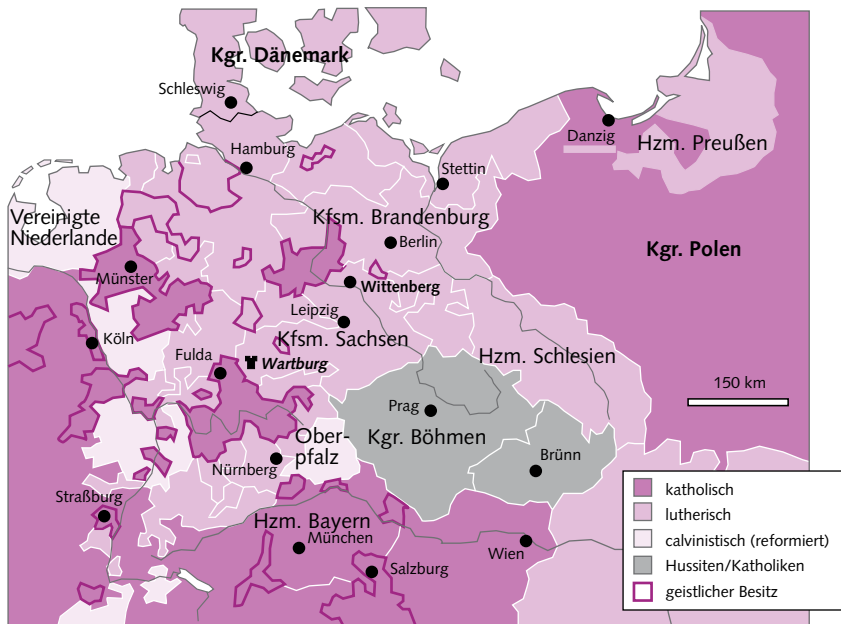 Kgr. Dänemark
Schleswig
Hamburg
Danzig
Hzm. Preußen
Stettin
Vereinigte
Niederlande
Kfsm. Brandenburg
Berlin
Kgr. Polen
Münster
Wittenberg
Leipzig
Köln
Kfsm. Sachsen
Hzm. Schlesien
Fulda
Wartburg
150 km
Prag
Kgr. Böhmen
Ober-
pfalz
Nürnberg
Brünn
Straßburg
Hzm. Bayern
München
Wien
Salzburg
katholisch
lutherisch
calvinistisch (reformiert)
Hussiten/Katholiken
geistlicher Besitz